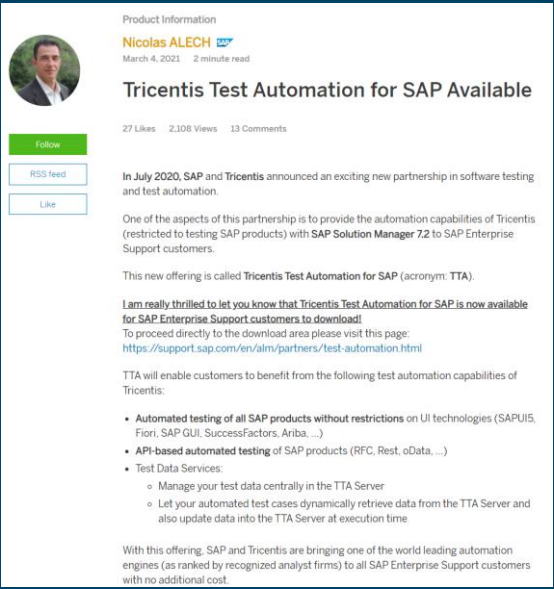 Product Information
Nicolas ALECH SAP
March 4, 2021 2 minute read
Tricentis Test Automation for SAP Available
27 Likes 2,108 Views 13 Comments
Follow
RSS feed
Like
In July 2020, SAP and Tricentis announced an exciting new partnership in software testing
and test automation.
One of the aspects of this partnership is to provide the automation capabilities of Tricentis
(restricted to testing SAP products) with SAP Solution Manager 7.2 to SAP Enterprise
Support customers.
This new offering is called Tricentis Test Automation for SAP (acronym: TTA).
I am really thrilled to let you know that Tricentis Test Automation for SAP is now available
for SAP Enterprise Support customers to download!
To proceed directly to the download area please visit this page:
https://support.sap.com/en/alm/partners/test-automation.html
TTA will enable customers to benefit from the following test automation capabilities of
Tricentis:
• Automated testing of all SAP products without restrictions on UI technologies (SAPUI5,
Fiori, SAP GUI, SuccessFactors, Ariba, ...)
• API-based automated testing of SAP products (RFC, Rest, oData, ...)
• Test Data Services:
◦ Manage your test data centrally in the TTA Server
◦ Let your automated test cases dynamically retrieve data from the TTA Server and
also update data into the TTA Server at execution time
With this offering, SAP and Tricentis are bringing one of the world leading automation
engines (as ranked by recognized analyst firms) to all SAP Enterprise Support customers
with no additional cost.